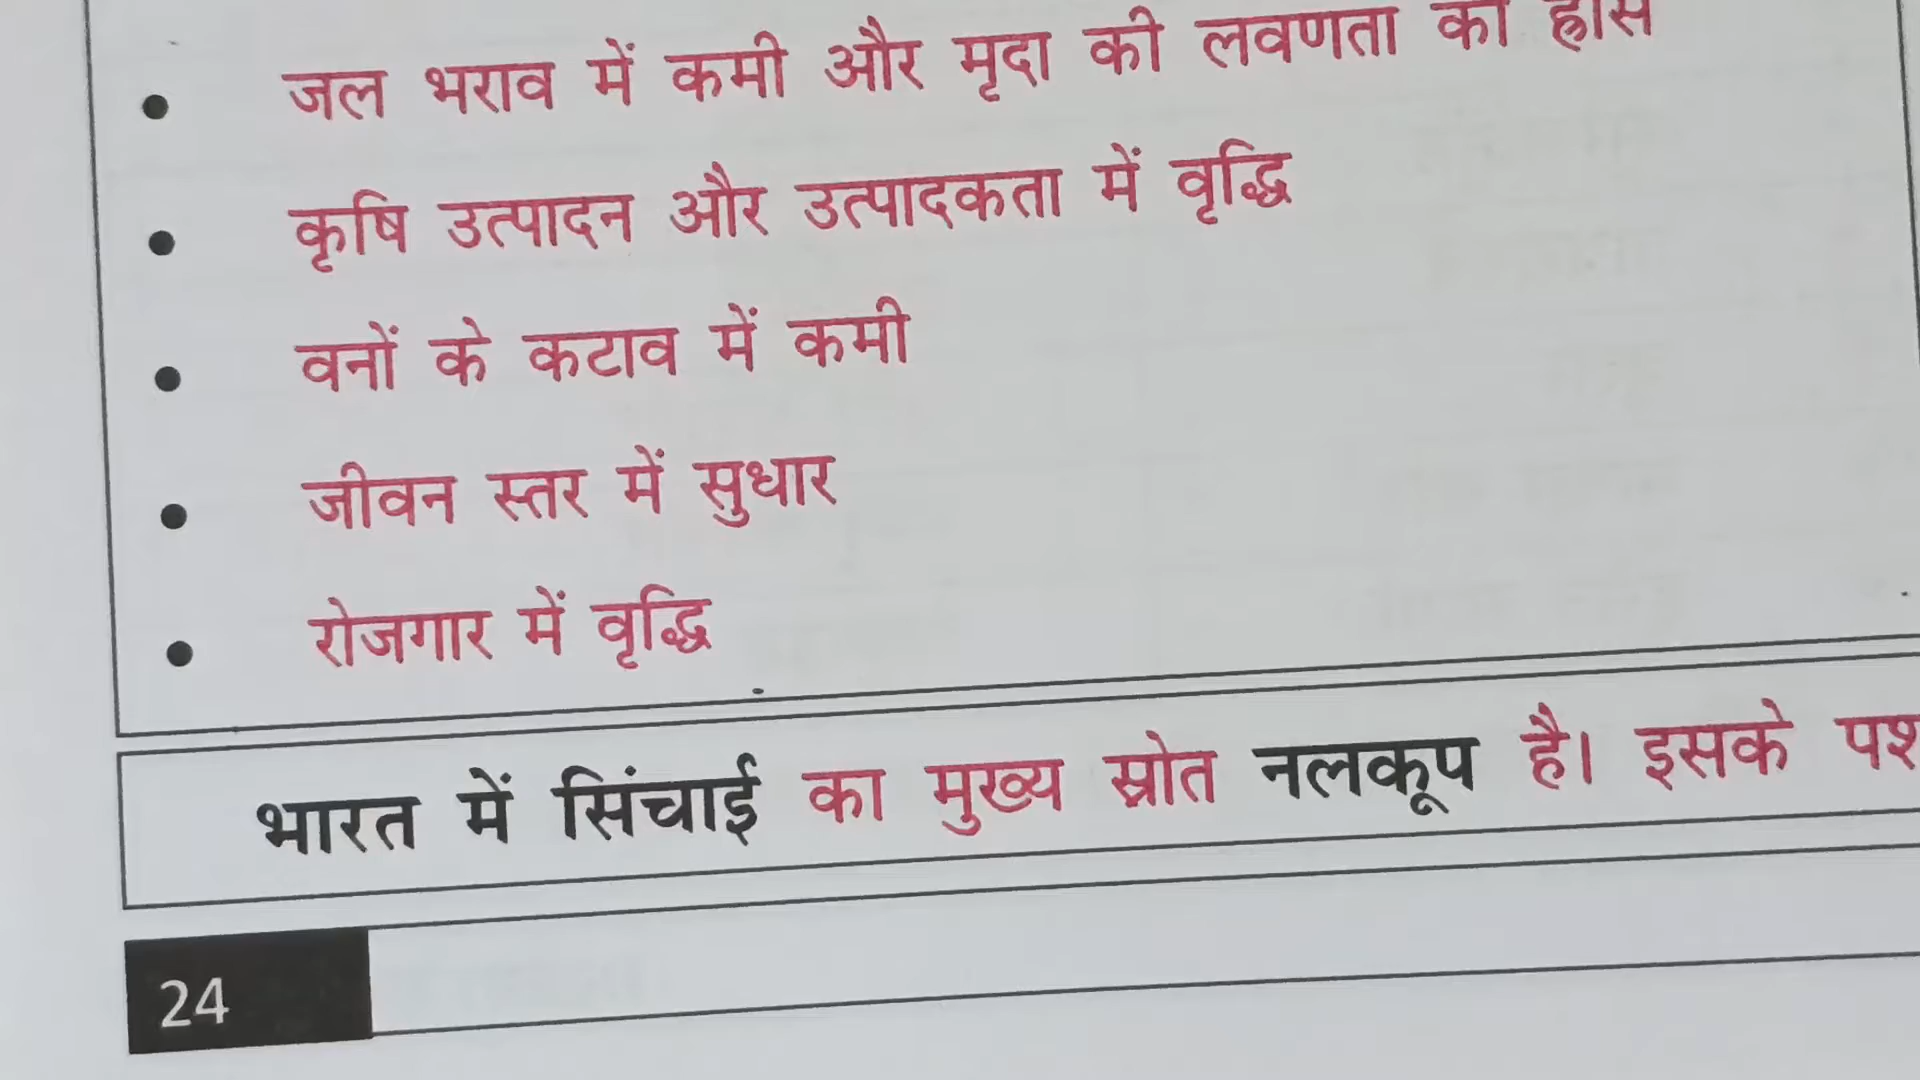 जल भराव में कमी और मृदा की लवणता का ह्रास
कृषि उत्पादन और उत्पादकता में वृद्धि
वनों के कटाव में कमी
जीवन स्तर में सुधार
रोजगार में वृद्धि
भारत में सिंचाई का मुख्य स्रोत नलकूप है। इसके
24